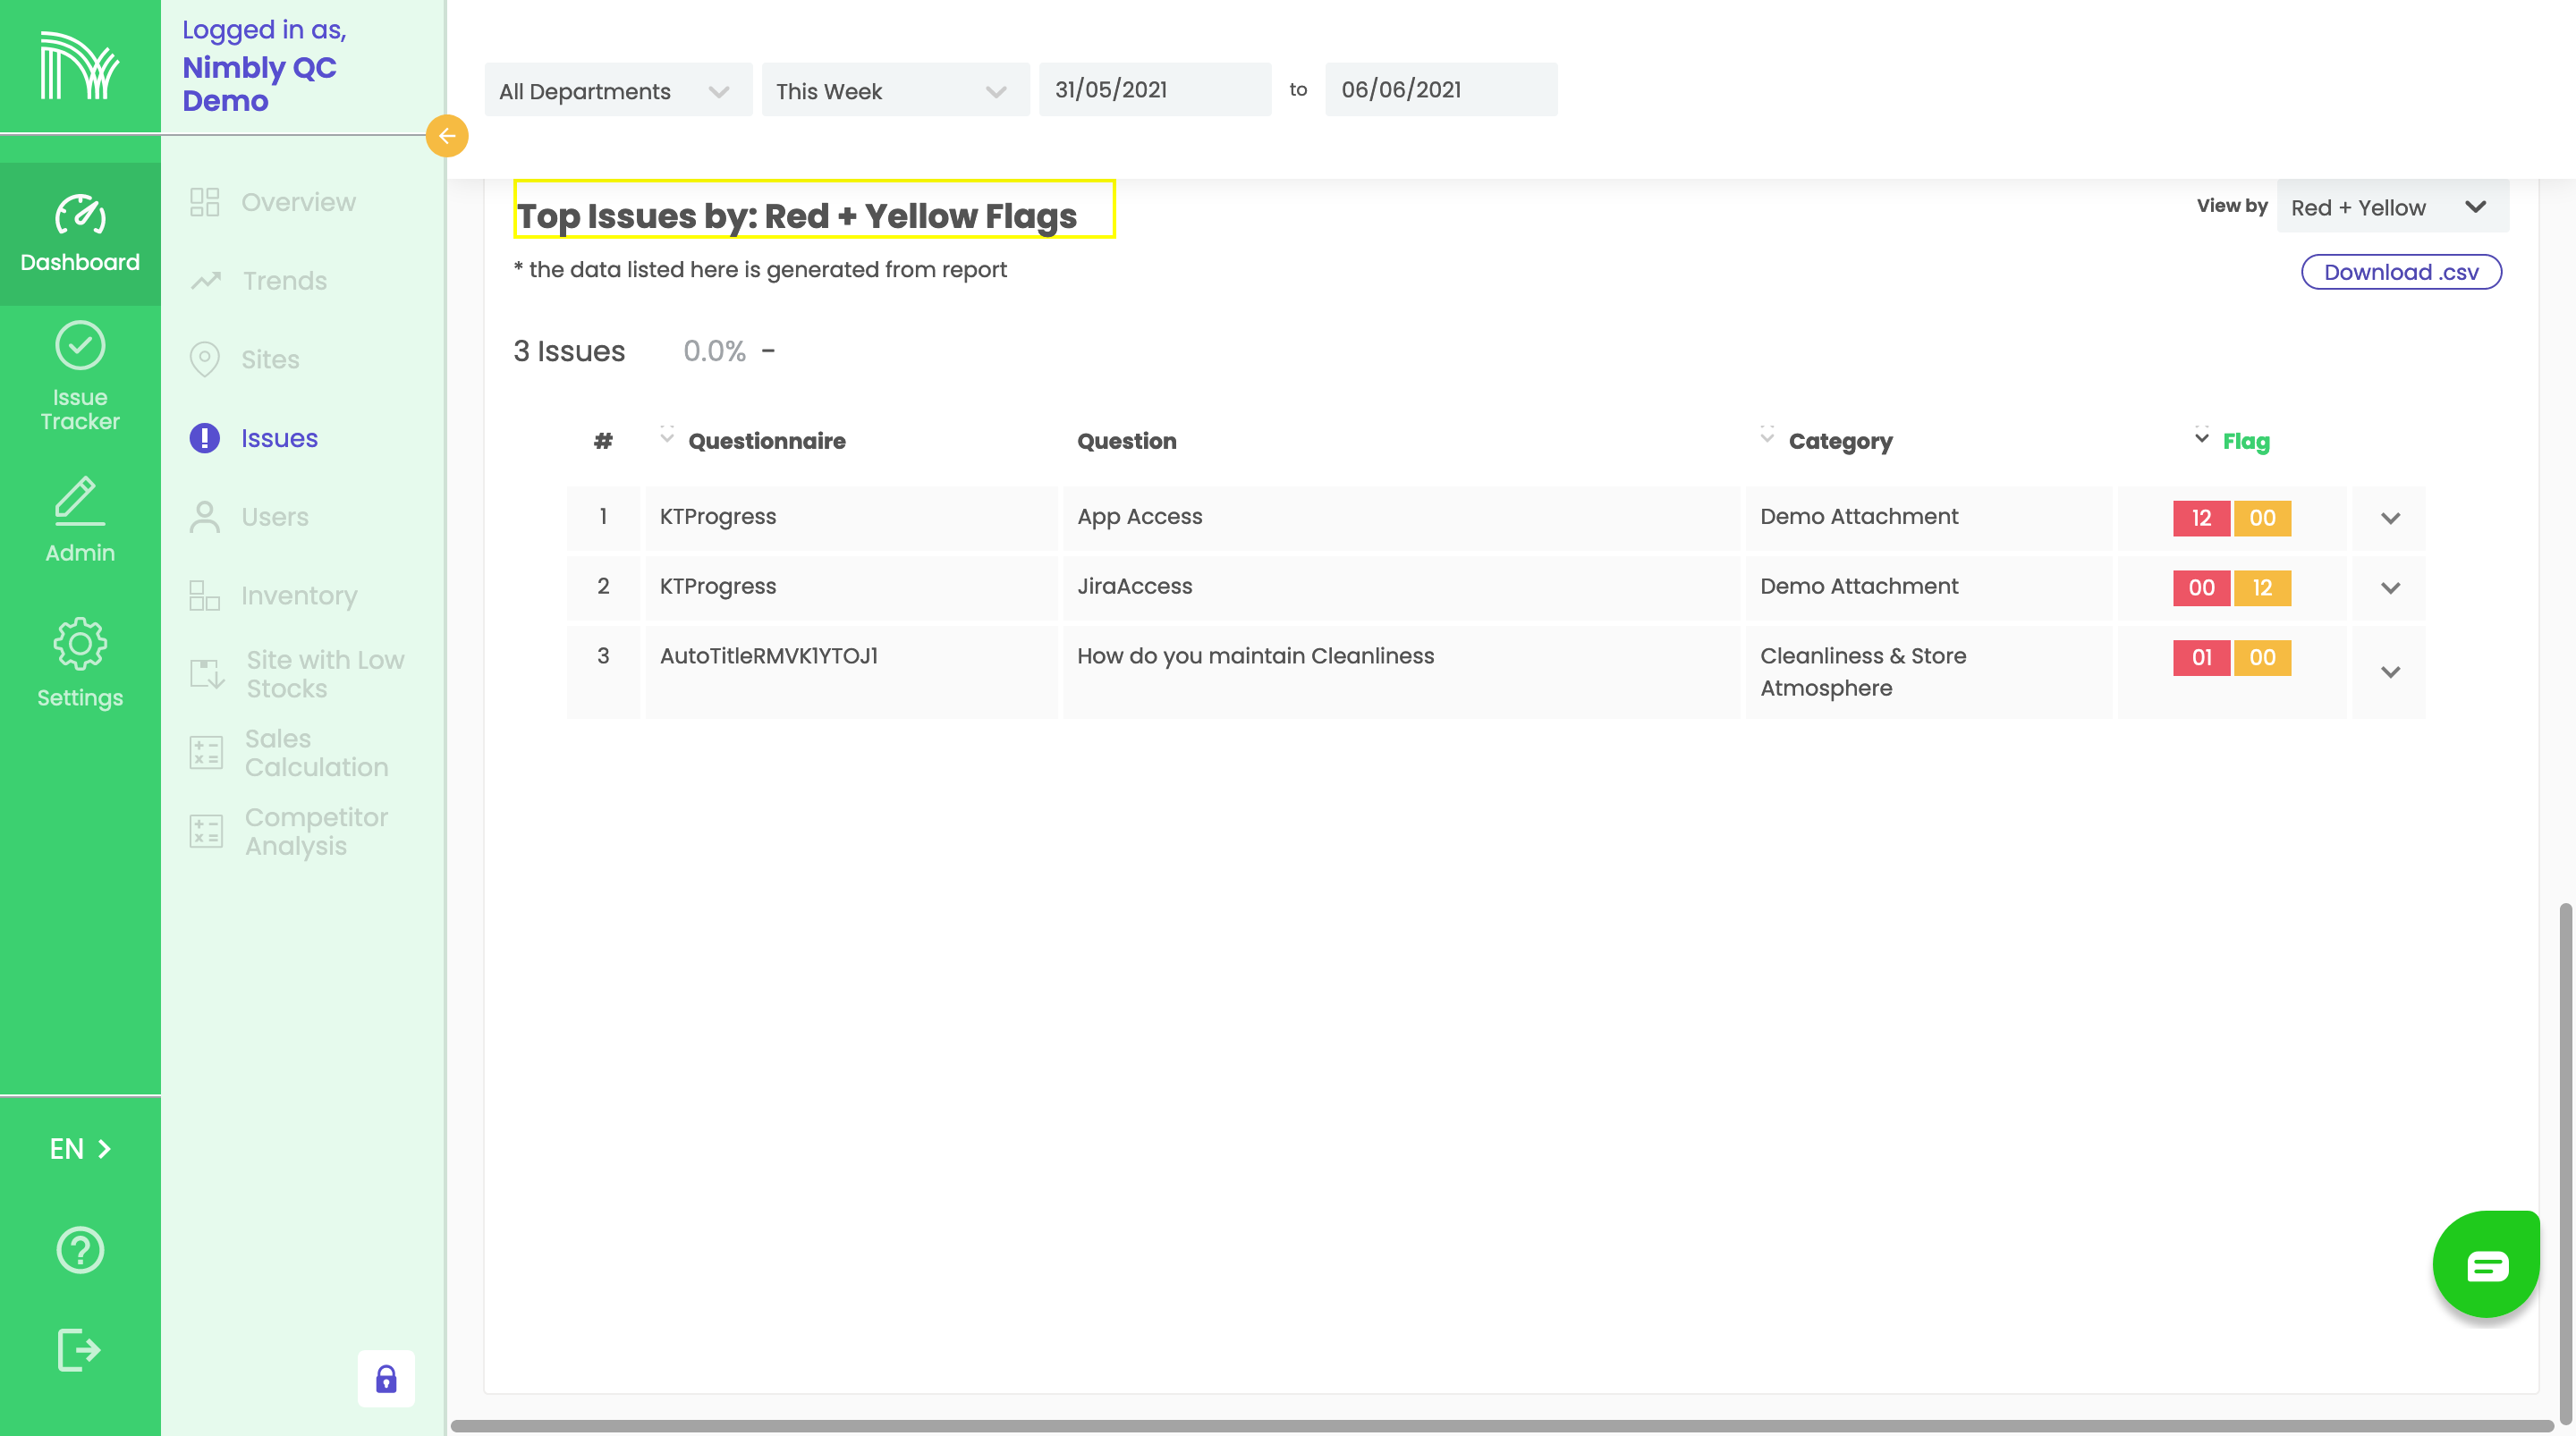 Logged in as,
Nimbly QC
Demo
Dashboard
Issue
Tracker
Admin
Settings
EN
Overview
Trends
Sites
Issues
Users
Inventory
Site with Low
Stocks
Sales
Calculation
Competitor
Analysis
All Departments
This Week
31/05/2021
to
06/06/2021
Top Issues by: Red + Yellow Flags
View by
Red + Yellow
* the data listed here is generated from report
Download .csv
3 Issues 0.0% -
# Questionnaire Question Category Flag
1 KTProgress App Access Demo Attachment 12 00
2 KTProgress JiraAccess Demo Attachment 00 12
3 AutoTitleRMVK1YTOJ1 How do you maintain Cleanliness Cleanliness & Store 01 00
Atmosphere